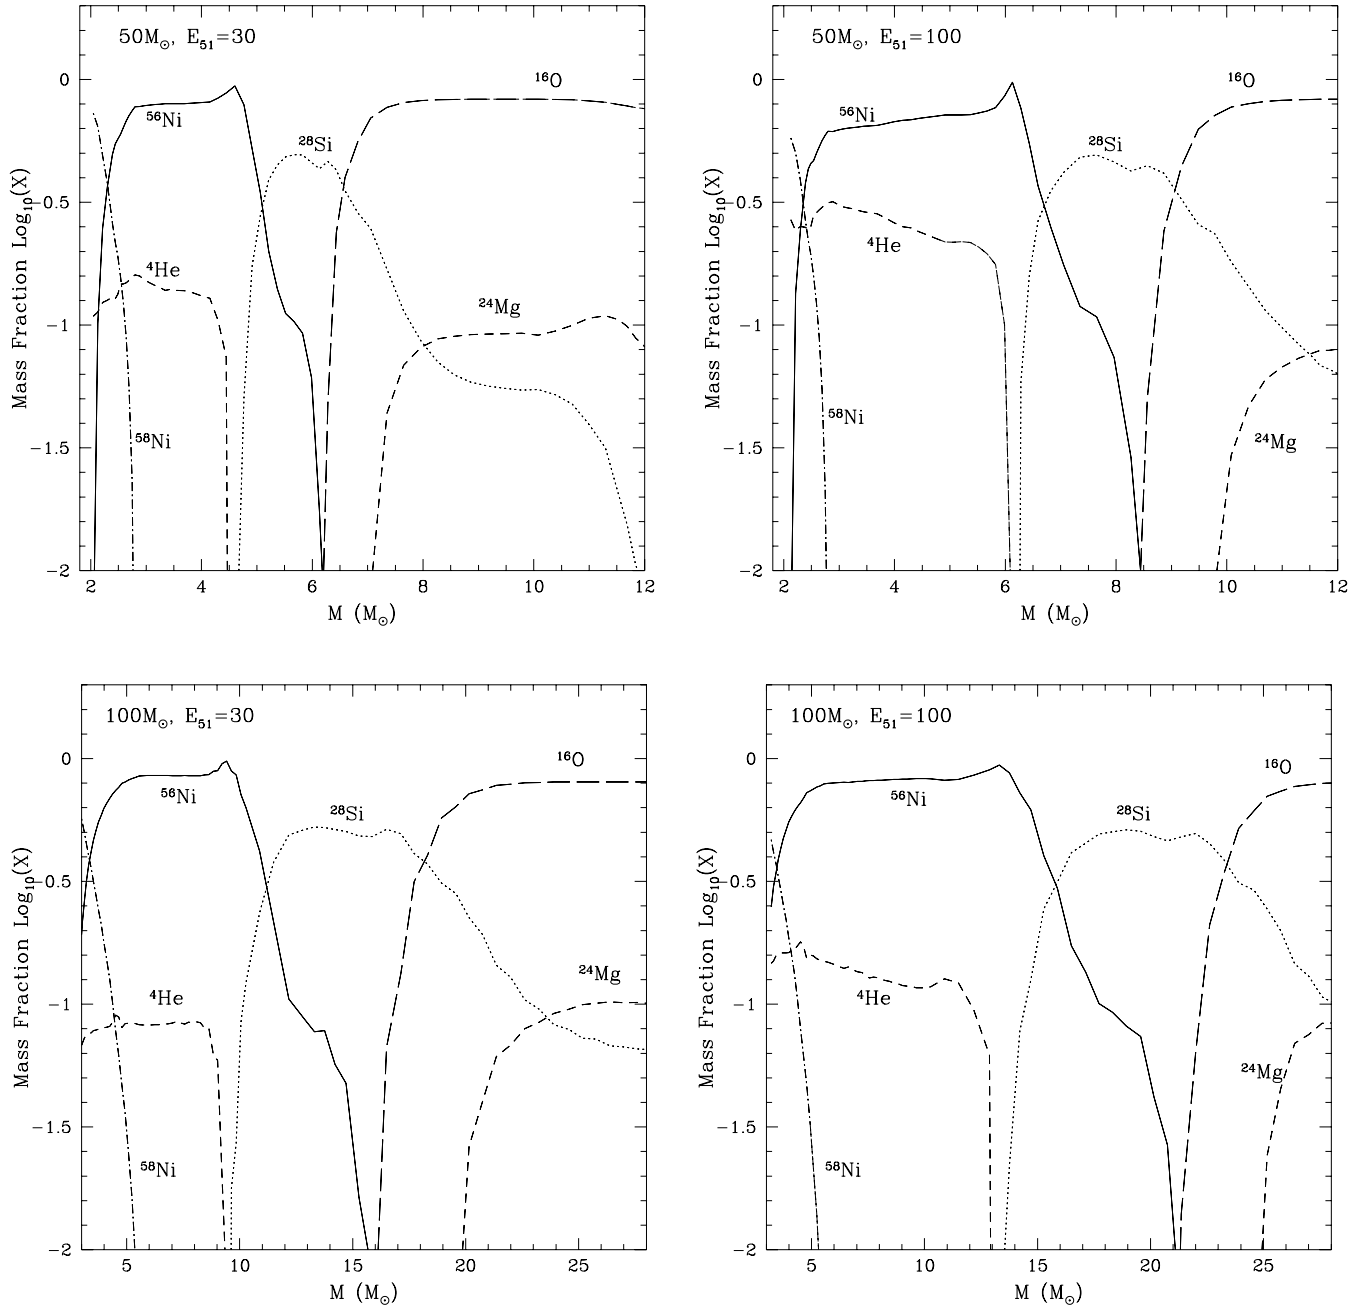 50M⊙, E51=30
0
−0.5
−1
−1.5
−2
Mass Fraction Log10(X)
56Ni
28Si
16O
4He
24Mg
58Ni
2 4 6 8 10 12
M (M⊙)
50M⊙, E51=100
0
−0.5
−1
−1.5
−2
Mass Fraction Log10(X)
16O
56Ni
28Si
4He
58Ni
24Mg
2 4 6 8 10 12
M (M⊙)
100M⊙, E51=30
0
−0.5
−1
−1.5
−2
Mass Fraction Log10(X)
16O
56Ni
28Si
24Mg
4He
58Ni
5 10 15 20 25
M (M⊙)
100M⊙, E51=100
0
−0.5
−1
−1.5
−2
Mass Fraction Log10(X)
16O
56Ni
28Si
4He
24Mg
58Ni
5 10 15 20 25
M (M⊙)